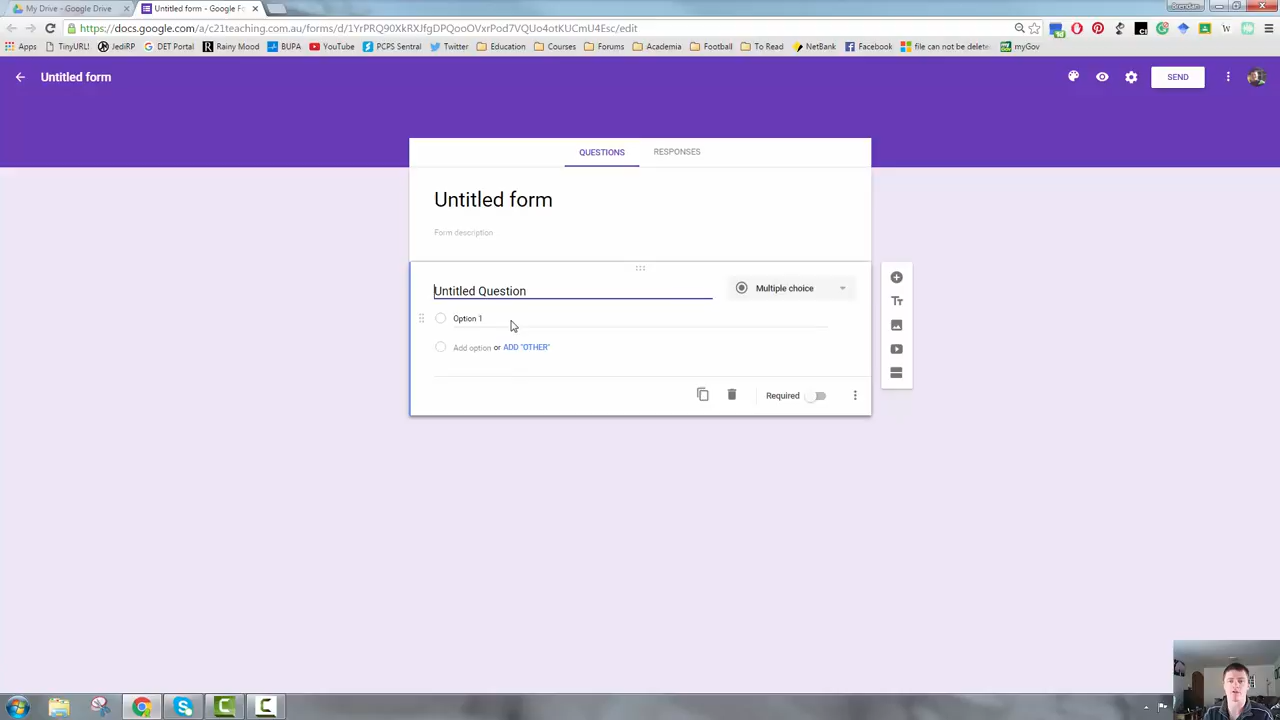 My Drive - Google Drive
Untitled form - Google Fo
Brendan
https://docs.google.com/a/c21teaching.com.au/forms/d/1YrPRQ90XkRXJfgDPQooOVxrPod7VQUo4otKUCmU4Esc/edit
Apps
TinyURL!
JediRP
DET Portal
Rainy Mood
BUPA
YouTube
PCPS Sentral
Twitter
Education
Courses
Forums
Academia
Football
To Read
NetBank
Facebook
file can not be delete
myGov
Untitled form
SEND
QUESTIONS
RESPONSES
Untitled form
Form description
Untitled Question
Multiple choice
Option 1
Add option or ADD "OTHER"
Required